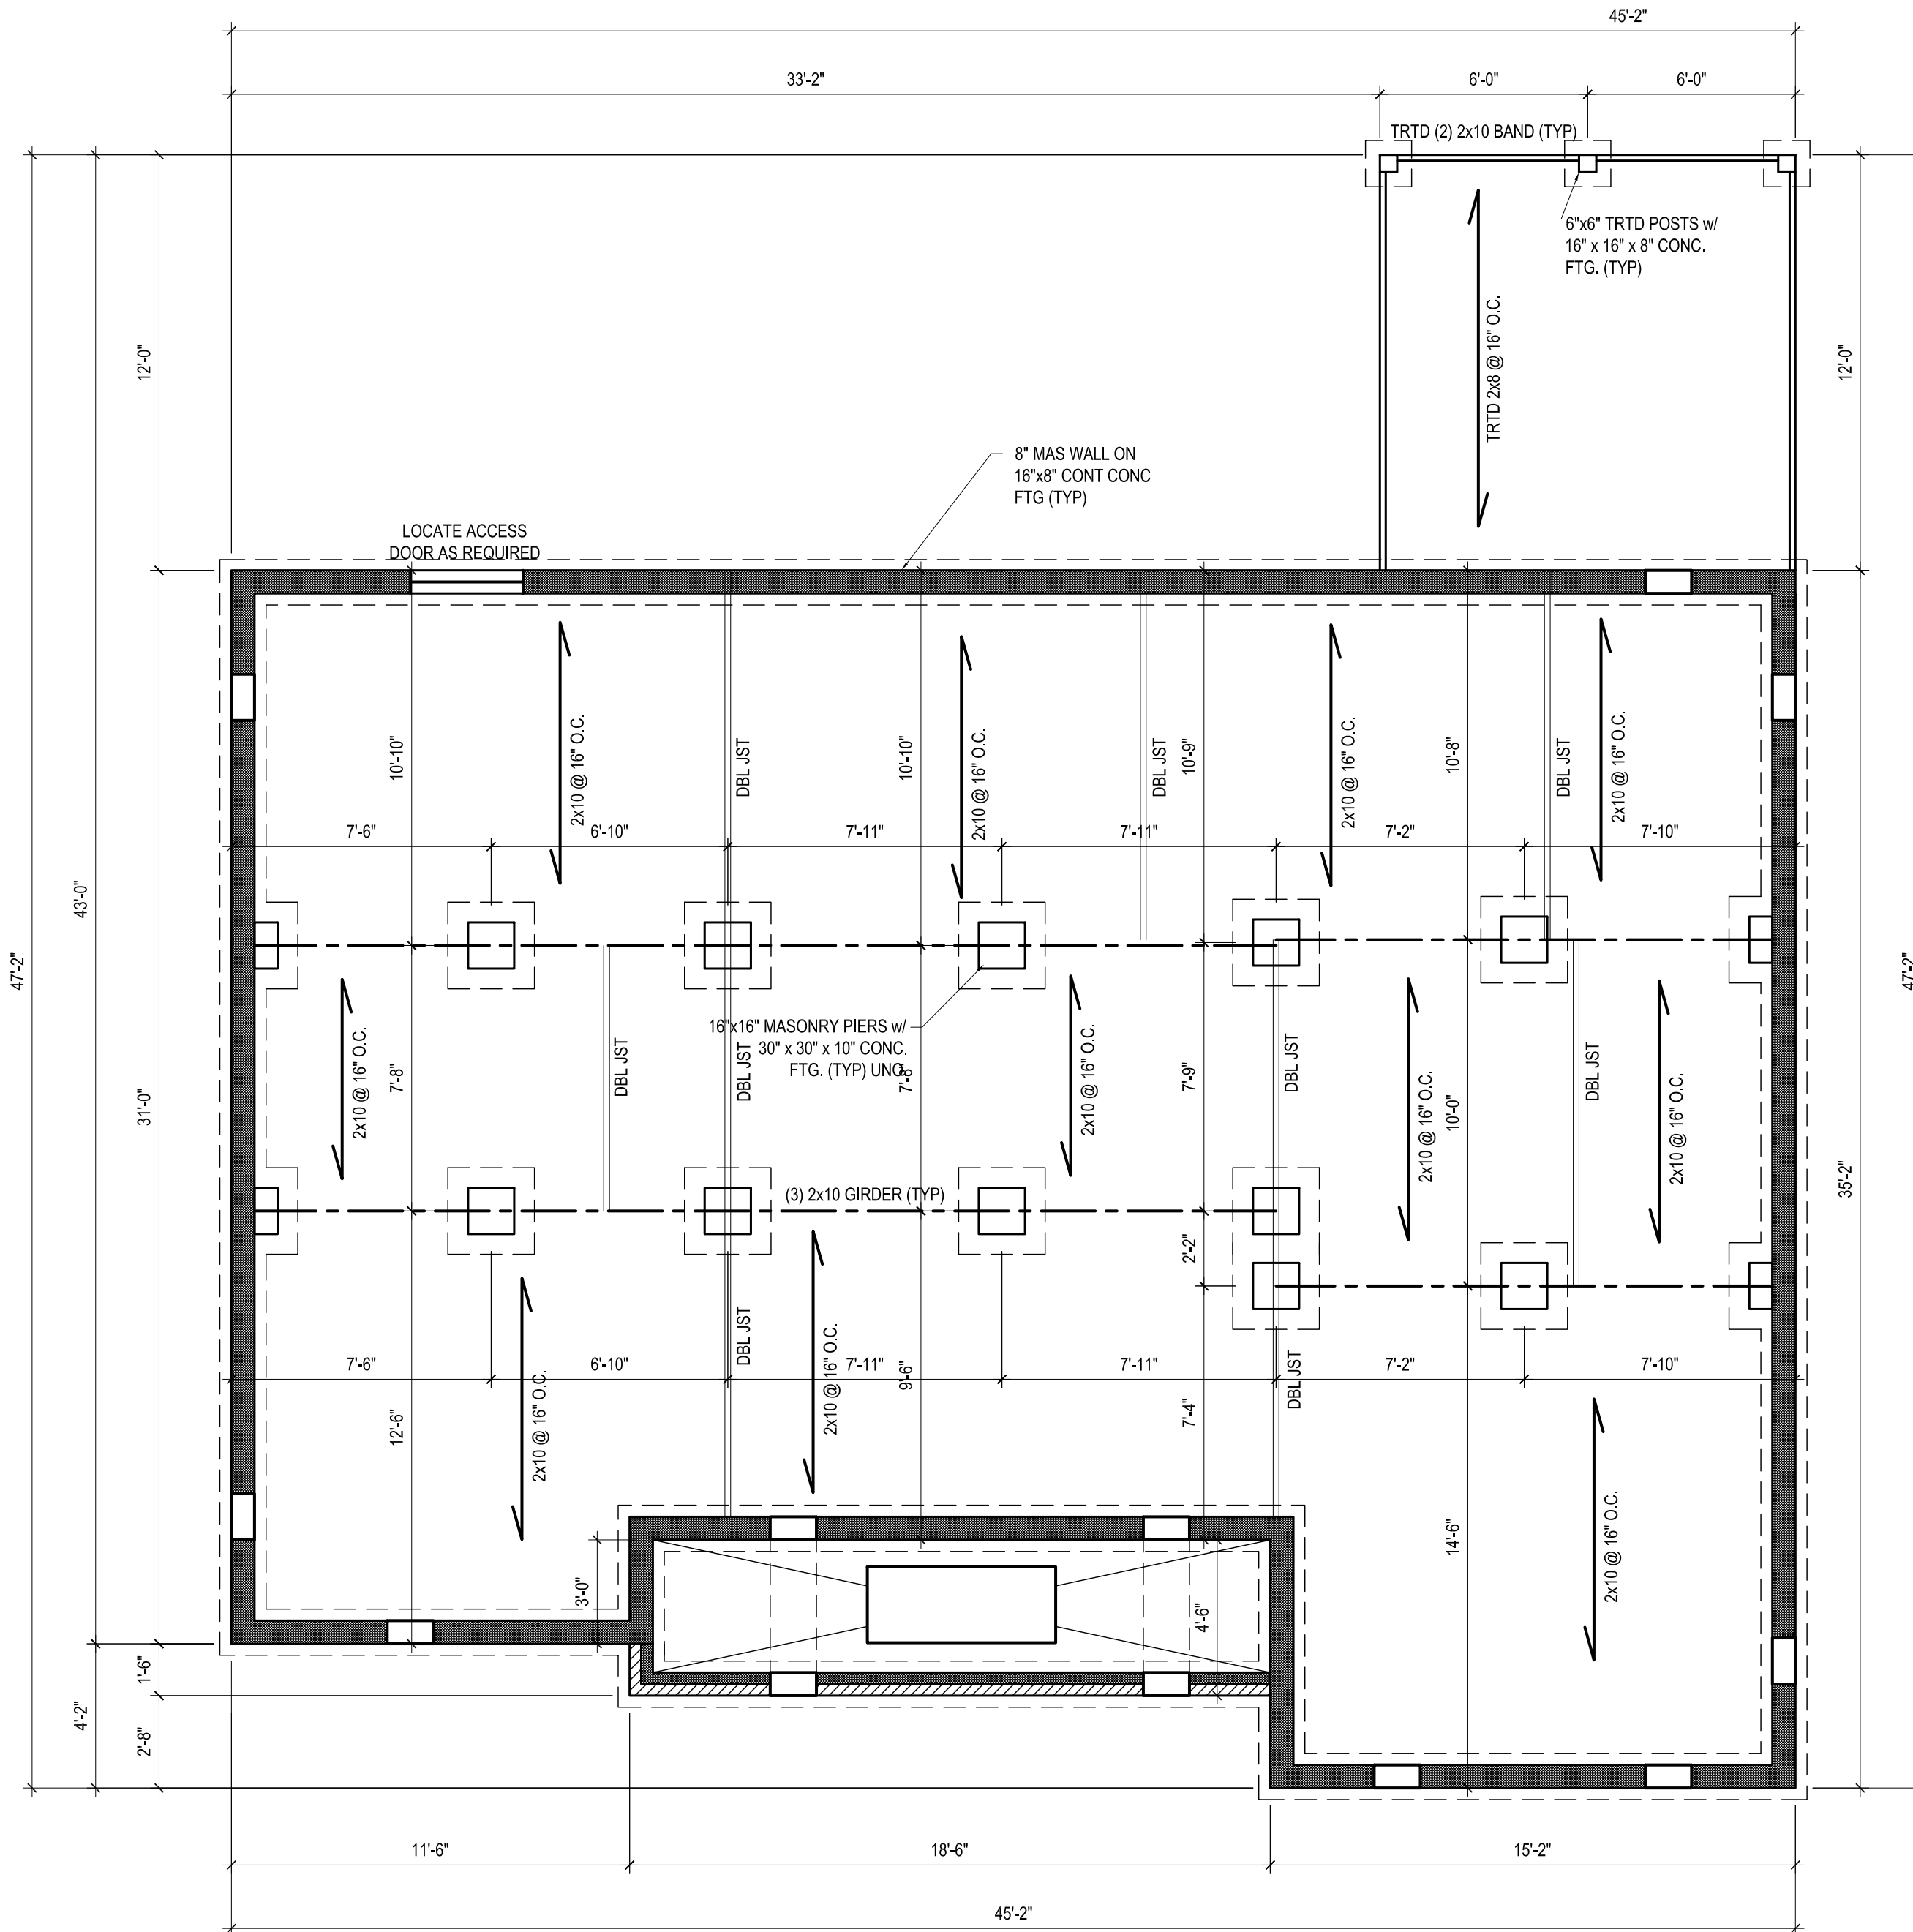 45'-2"
33'-2"
6'-0"
6'-0"
TRTD (2) 2x10 BAND (TYP)
6"x6" TRTD POSTS w/
16" x 16" x 8" CONC.
FTG. (TYP)
TRTD 2x8 @ 16" O.C.
12'-0"
12'-0"
8" MAS WALL ON
16"x8" CONT CONC
FTG (TYP)
LOCATE ACCESS
DOOR AS REQUIRED
10'-10"
2x10 @ 16" O.C.
DBL JST
10'-10"
2x10 @ 16" O.C.
DBL JST
10'-9"
2x10 @ 16" O.C.
10'-8"
DBL JST
2x10 @ 16" O.C.
7'-6"
6'-10"
7'-11"
7'-11"
7'-2"
7'-10"
43'-0"
47'-2"
47'-2"
31'-0"
35'-2"
16"x16" MASONRY PIERS w/
30" x 30" x 10" CONC.
FTG. (TYP) UNO
2x10 @ 16" O.C.
7'-8"
DBL JST
DBL JST
7'-8"
2x10 @ 16" O.C.
7'-9"
DBL JST
2x10 @ 16" O.C.
10'-0"
DBL JST
2x10 @ 16" O.C.
(3) 2x10 GIRDER (TYP)
2'-2"
7'-6"
6'-10"
7'-11"
7'-11"
7'-2"
7'-10"
12'-6"
2x10 @ 16" O.C.
DBL JST
2x10 @ 16" O.C.
9'-6"
7'-4"
DBL JST
14'-6"
2x10 @ 16" O.C.
3'-0"
4'-6"
1'-6"
4'-2"
2'-8"
11'-6"
18'-6"
15'-2"
45'-2"